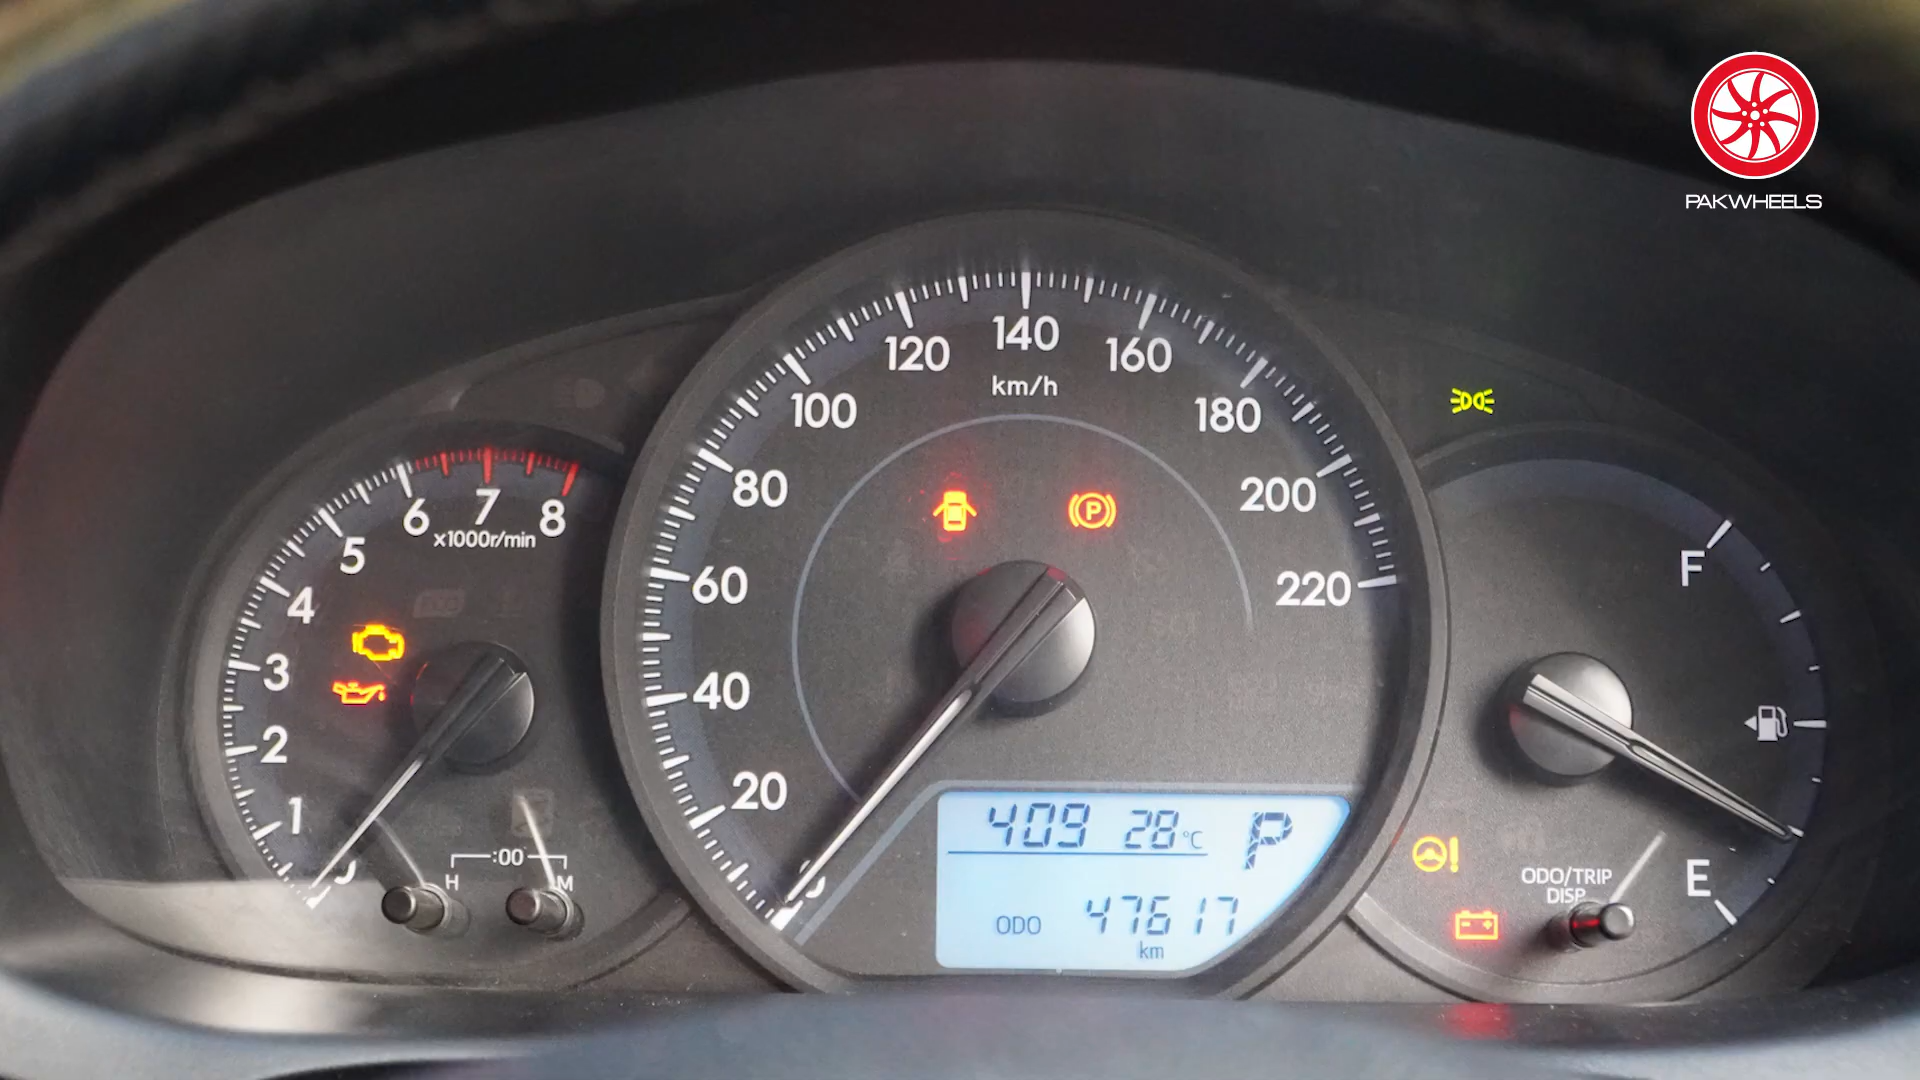 PAKWHEELS
140
120
160
km/h
100
180
80
200
60
220
40
20
6 7 8
x1000r/min
5
4
3
2
1
F
P
409 28°C P
ODO 47617
km
H :00 M
ODO/TRIP
DISP
E